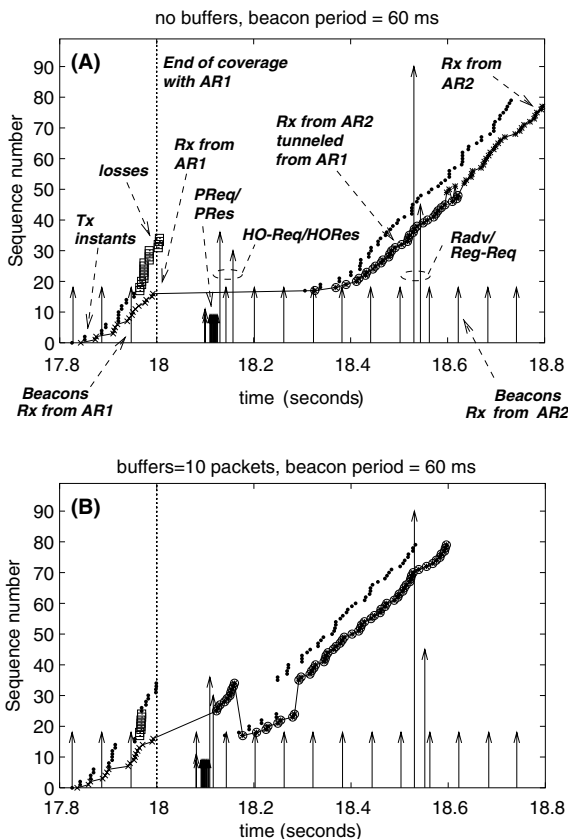 no buffers, beacon period = 60 ms
(A)
End of coverage
with AR1
Rx from
AR2
Rx from
AR1
Rx from AR2
tunneled
from AR1
losses
PReq/
PRes
Tx
instants
HO-Req/HORes
Radv/
Reg-Req
Sequence number
90
80
70
60
50
40
30
20
10
0
17.8
18
18.2
18.4
18.6
18.8
Beacons
Rx from AR1
time (seconds)
Beacons
Rx from AR2
buffers=10 packets, beacon period = 60 ms
(B)
Sequence number
90
80
70
60
50
40
30
20
10
0
17.8
18
18.2
18.4
18.6
18.8
time (seconds)